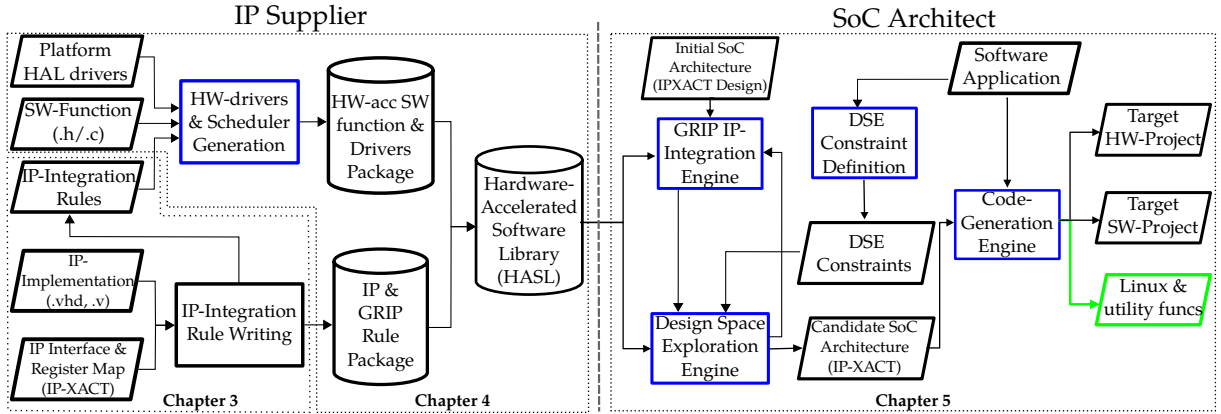 IP Supplier
SoC Architect
Platform
HAL drivers
SW-Function
(.h/.c)
IP-Integration
Rules
HW-drivers
& Scheduler
Generation
HW-acc SW
function &
Drivers
Package
IP-
Implementation
(.vhd, .v)
IP Interface &
Register Map
(IP-XACT)
IP-Integration
Rule Writing
IP &
GRIP
Rule
Package
Hardware-
Accelerated
Software
Library
(HASL)
Chapter 3
Chapter 4
Initial SoC
Architecture
(IPXACT Design)
GRIP IP-
Integration
Engine
Software
Application
DSE
Constraint
Definition
DSE
Constraints
Design Space
Exploration
Engine
Candidate SoC
Architecture
(IP-XACT)
Code-
Generation
Engine
Target
HW-Project
Target
SW-Project
Linux &
utility funcs
Chapter 5